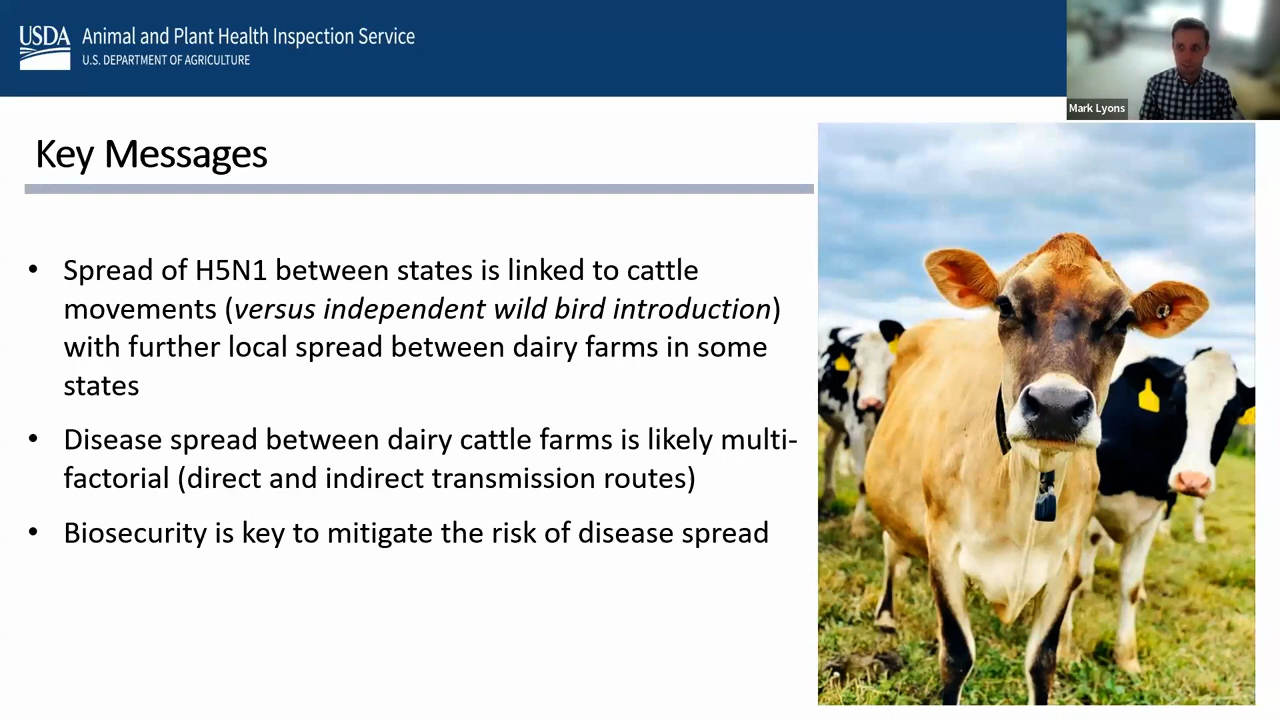 USDA
Animal and Plant Health Inspection Service
U.S. DEPARTMENT OF AGRICULTURE
Mark Lyons
Key Messages
• Spread of H5N1 between states is linked to cattle
movements (versus independent wild bird introduction)
with further local spread between dairy farms in some
states
• Disease spread between dairy cattle farms is likely multi-
factorial (direct and indirect transmission routes)
• Biosecurity is key to mitigate the risk of disease spread